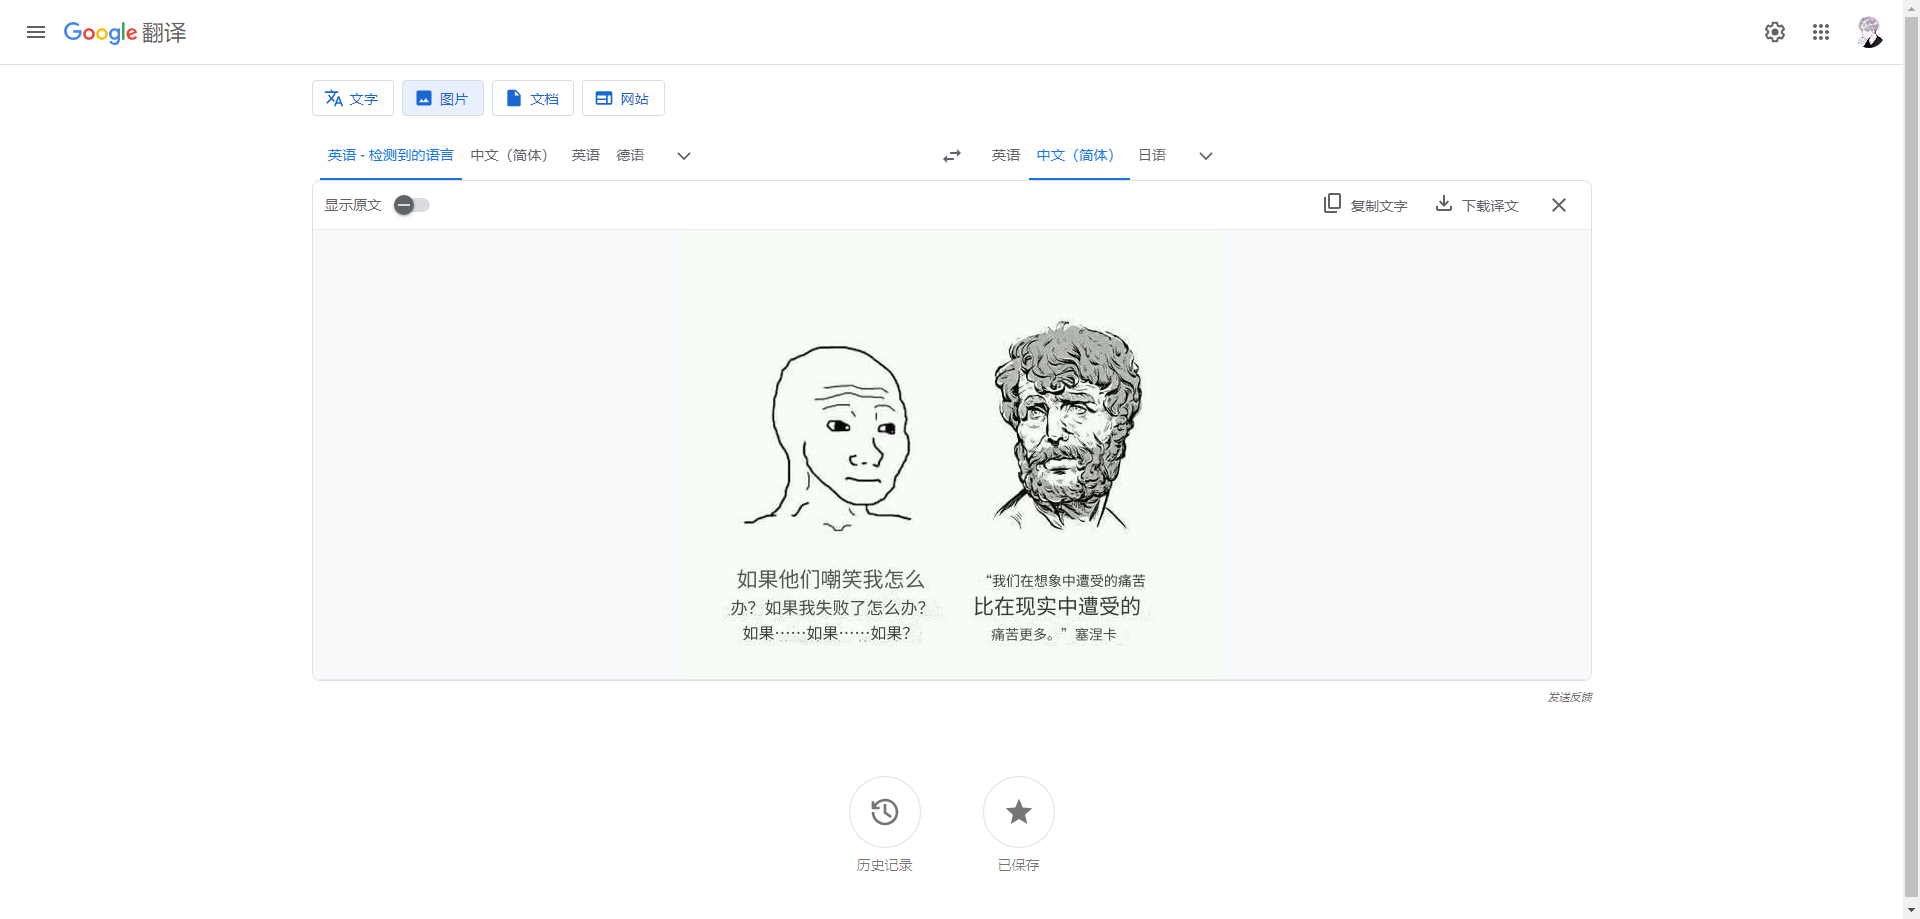 Google 翻译
文字 图片 文档 网站
英语 - 检测到的语言 中文（简体） 英语 德语 英语 中文（简体） 日语
显示原文 复制文字 下载译文
如果他们嘲笑我怎么
办？如果我失败了怎么办？
如果……如果……如果？
“我们在想象中遭受的痛苦
比在现实中遭受的
痛苦更多。”塞涅卡
发送反馈
历史记录 已保存